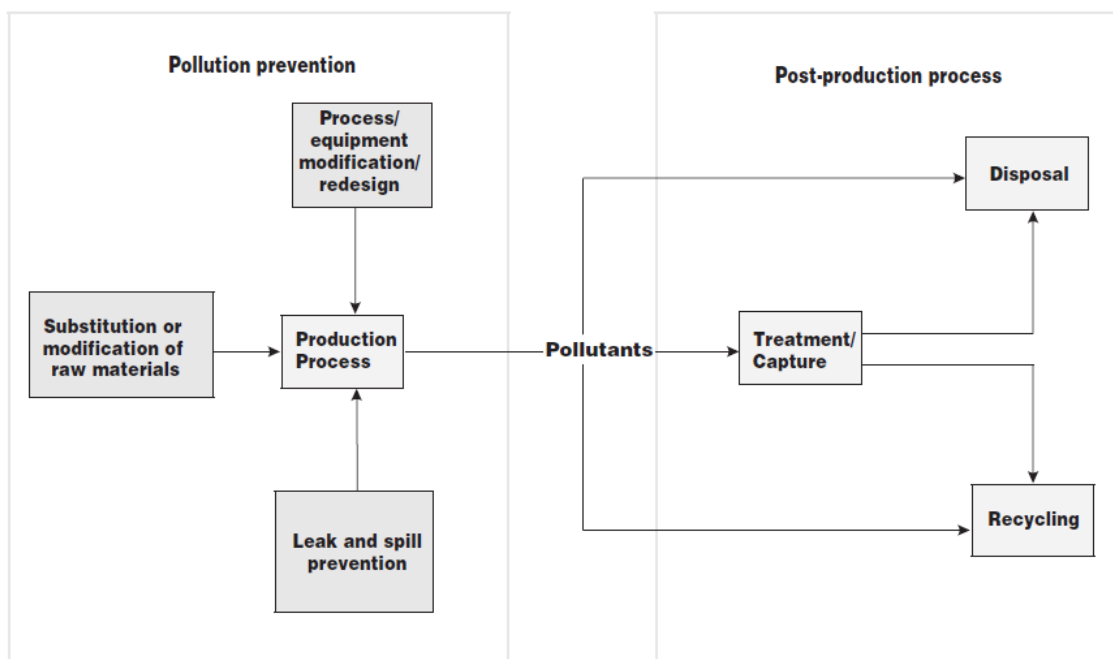 Pollution prevention
Process/
equipment
modification/
redesign
Substitution or
modification of
raw materials
Production
Process
Leak and spill
prevention
Pollutants
Post-production process
Disposal
Treatment/
Capture
Recycling